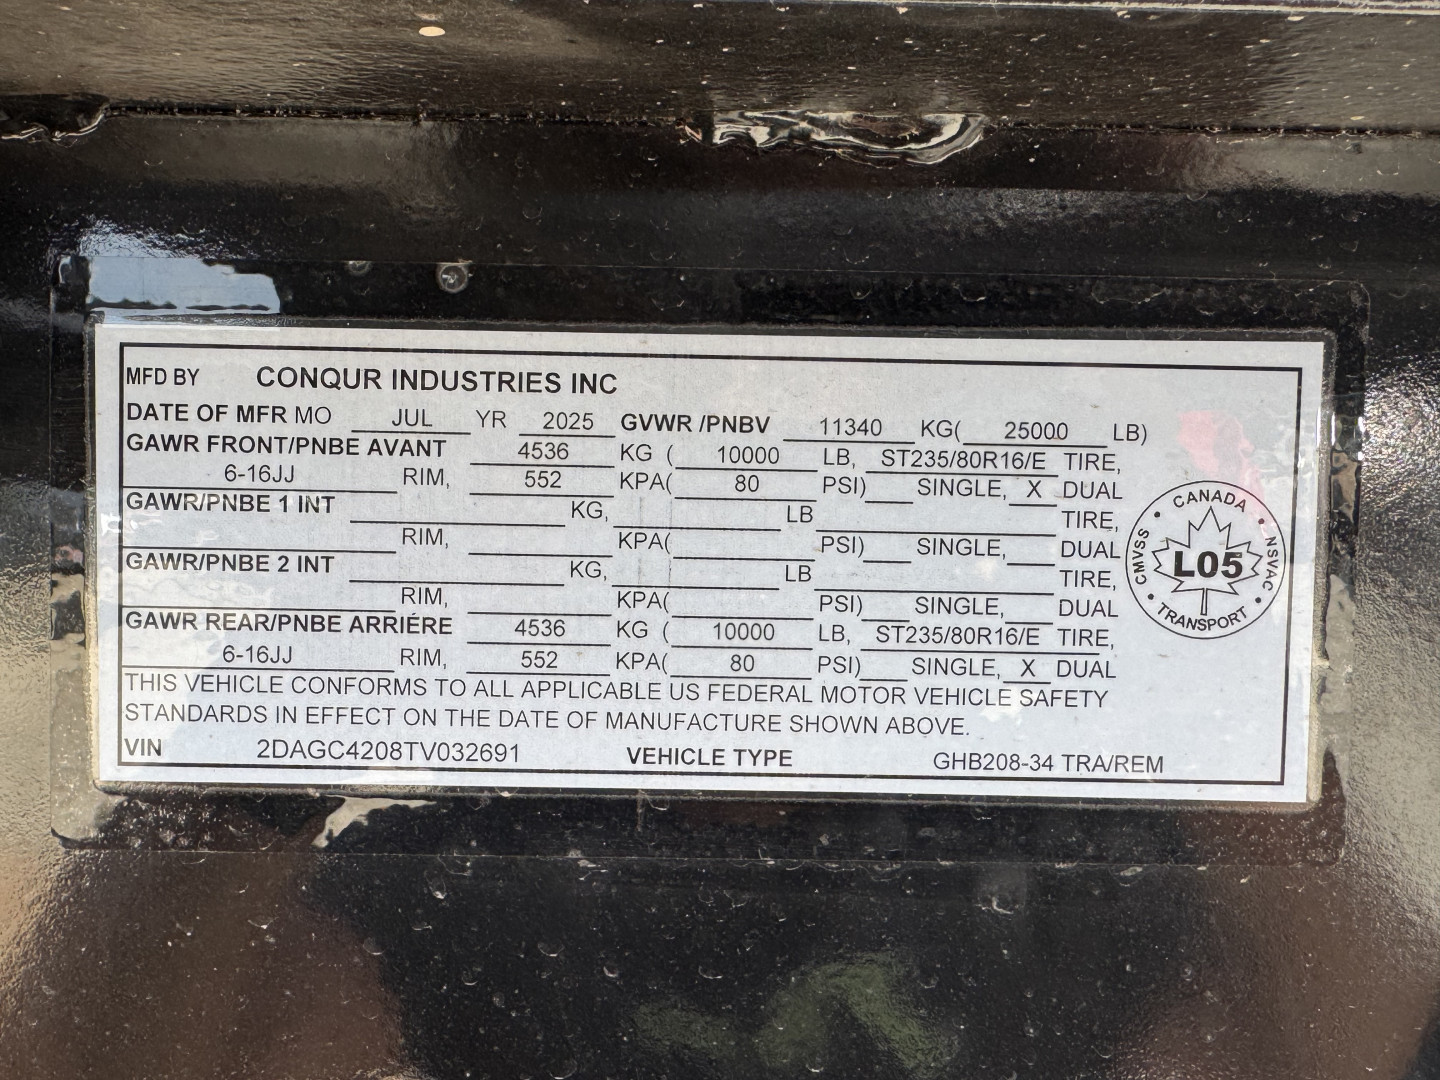 MFD BY CONQUR INDUSTRIES INC
DATE OF MFR MO JUL YR 2025 GVWR /PNBV 11340 KG( 25000 LB)
GAWR FRONT/PNBE AVANT 4536 KG ( 10000 LB, ST235/80R16/E TIRE,
6-16JJ RIM, 552 KPA( 80 PSI) SINGLE, X DUAL
GAWR/PNBE 1 INT KG, LB TIRE,
RIM, KPA( PSI) SINGLE, DUAL
GAWR/PNBE 2 INT KG, LB TIRE,
RIM, KPA( PSI) SINGLE, DUAL
GAWR REAR/PNBE ARRIÉRE 4536 KG ( 10000 LB, ST235/80R16/E TIRE,
6-16JJ RIM, 552 KPA( 80 PSI) SINGLE, X DUAL
THIS VEHICLE CONFORMS TO ALL APPLICABLE US FEDERAL MOTOR VEHICLE SAFETY
STANDARDS IN EFFECT ON THE DATE OF MANUFACTURE SHOWN ABOVE.
VIN 2DAGC4208TV032691 VEHICLE TYPE GHB208-34 TRA/REM
CANADA • NSVAC • TRANSPORT • CMVSS •
L05